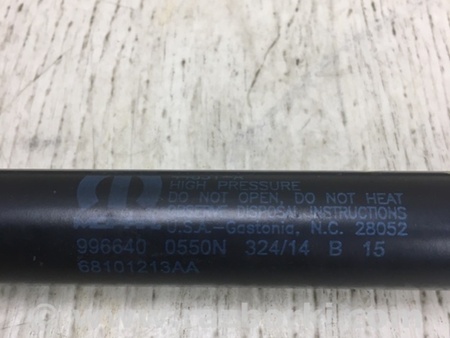 HIGH PRESSURE
DO NOT OPEN, DO NOT HEAT
DISPOSAL INSTRUCTIONS
U.S.A.-Gastonia, N.C. 28052
996640 0550N 324/14 B 15
68101213AA